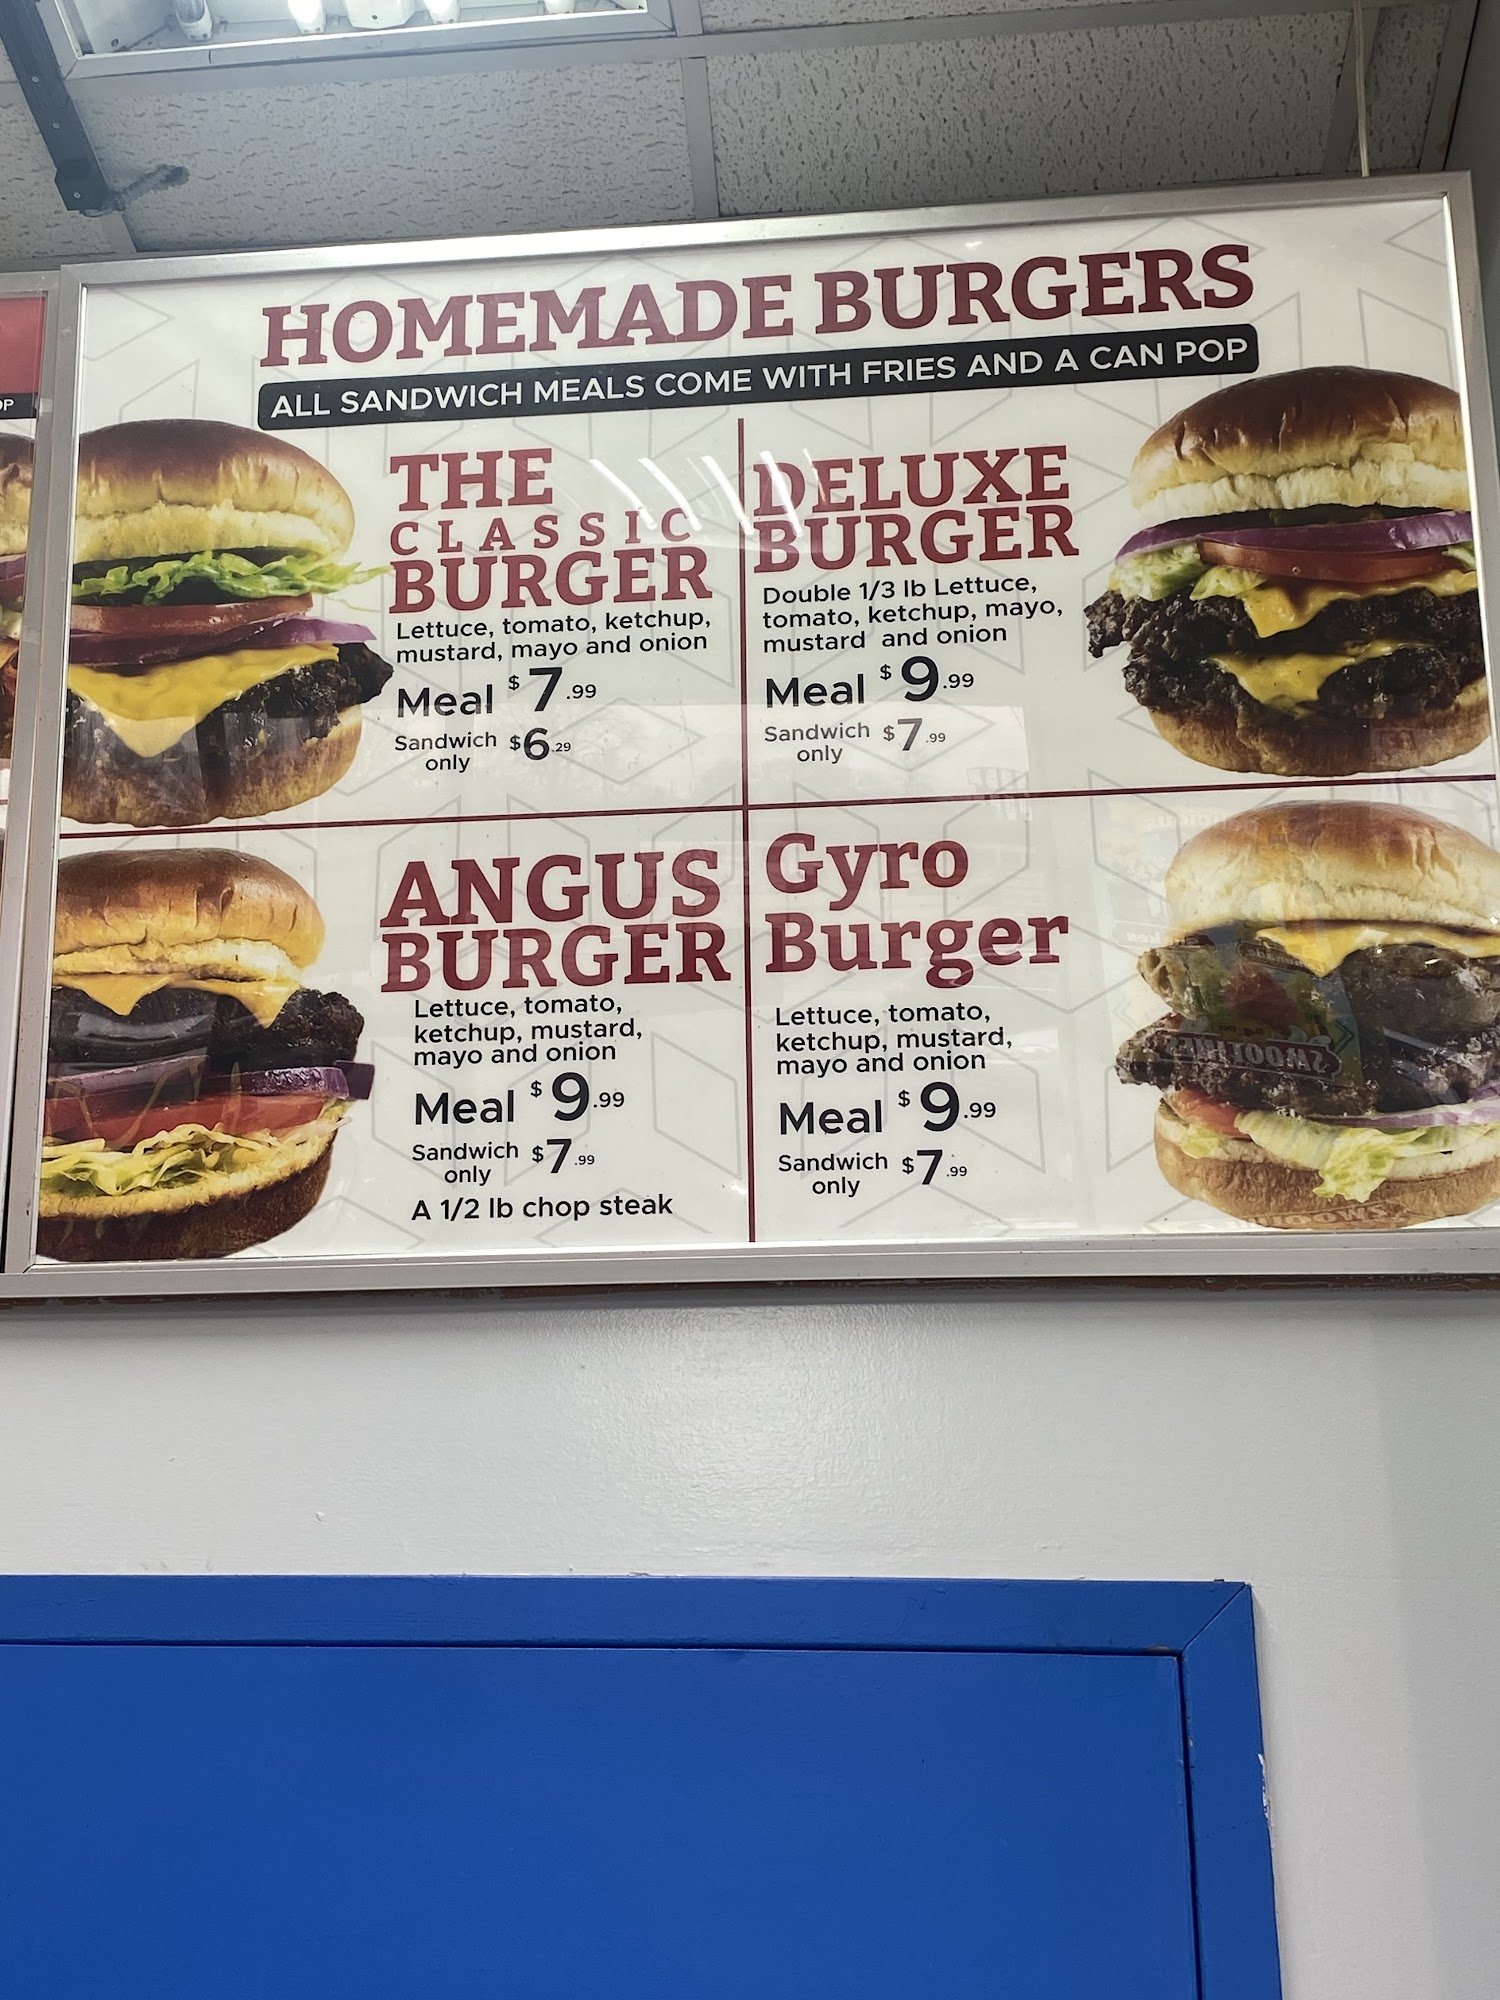 HOMEMADE BURGERS
ALL SANDWICH MEALS COME WITH FRIES AND A CAN POP
THE
CLASSIC
BURGER
Lettuce, tomato, ketchup,
mustard, mayo and onion
Meal $7.99
Sandwich only $6.29
DELUXE
BURGER
Double 1/3 lb Lettuce,
tomato, ketchup, mayo,
mustard and onion
Meal $9.99
Sandwich only $7.99
ANGUS
BURGER
Lettuce, tomato,
ketchup, mustard,
mayo and onion
Meal $9.99
Sandwich only $7.99
A 1/2 lb chop steak
Gyro
Burger
Lettuce, tomato,
ketchup, mustard,
mayo and onion
Meal $9.99
Sandwich only $7.99
SMOOTHIES